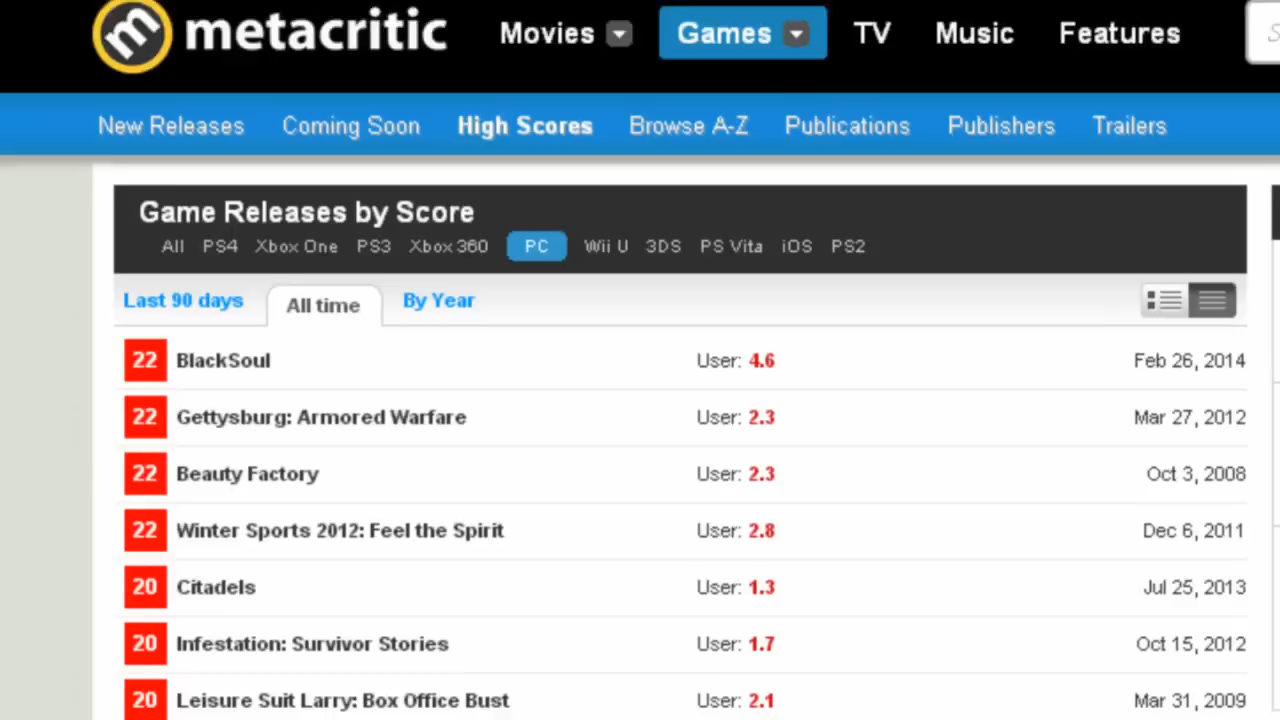 m metacritic Movies Games TV Music Features S
New Releases Coming Soon High Scores Browse A-Z Publications Publishers Trailers
Game Releases by Score
All PS4 Xbox One PS3 Xbox 360 PC Wii U 3DS PS Vita iOS PS2
Last 90 days All time By Year
22 BlackSoul User: 4.6 Feb 26, 2014
22 Gettysburg: Armored Warfare User: 2.3 Mar 27, 2012
22 Beauty Factory User: 2.3 Oct 3, 2008
22 Winter Sports 2012: Feel the Spirit User: 2.8 Dec 6, 2011
20 Citadels User: 1.3 Jul 25, 2013
20 Infestation: Survivor Stories User: 1.7 Oct 15, 2012
20 Leisure Suit Larry: Box Office Bust User: 2.1 Mar 31, 2009